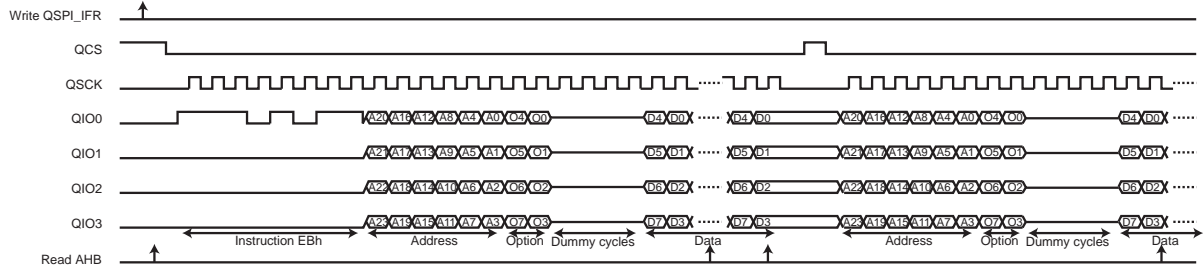 Write QSPI_IFR
QCS
QSCK
QIO0 A20 A16 A12 A8 A4 A0 O4 O0 D4 D0 D4 D0 A20 A16 A12 A8 A4 A0 O4 O0 D4 D0
QIO1 A21 A17 A13 A9 A5 A1 O5 O1 D5 D1 D5 D1 A21 A17 A13 A9 A5 A1 O5 O1 D5 D1
QIO2 A22 A18 A14 A10 A6 A2 O6 O2 D6 D2 D6 D2 A22 A18 A14 A10 A6 A2 O6 O2 D6 D2
QIO3 A23 A19 A15 A11 A7 A3 O7 O3 D7 D3 D7 D3 A23 A19 A15 A11 A7 A3 O7 O3 D7 D3
Instruction EBh Address Option Dummy cycles Data Address Option Dummy cycles Data
Read AHB